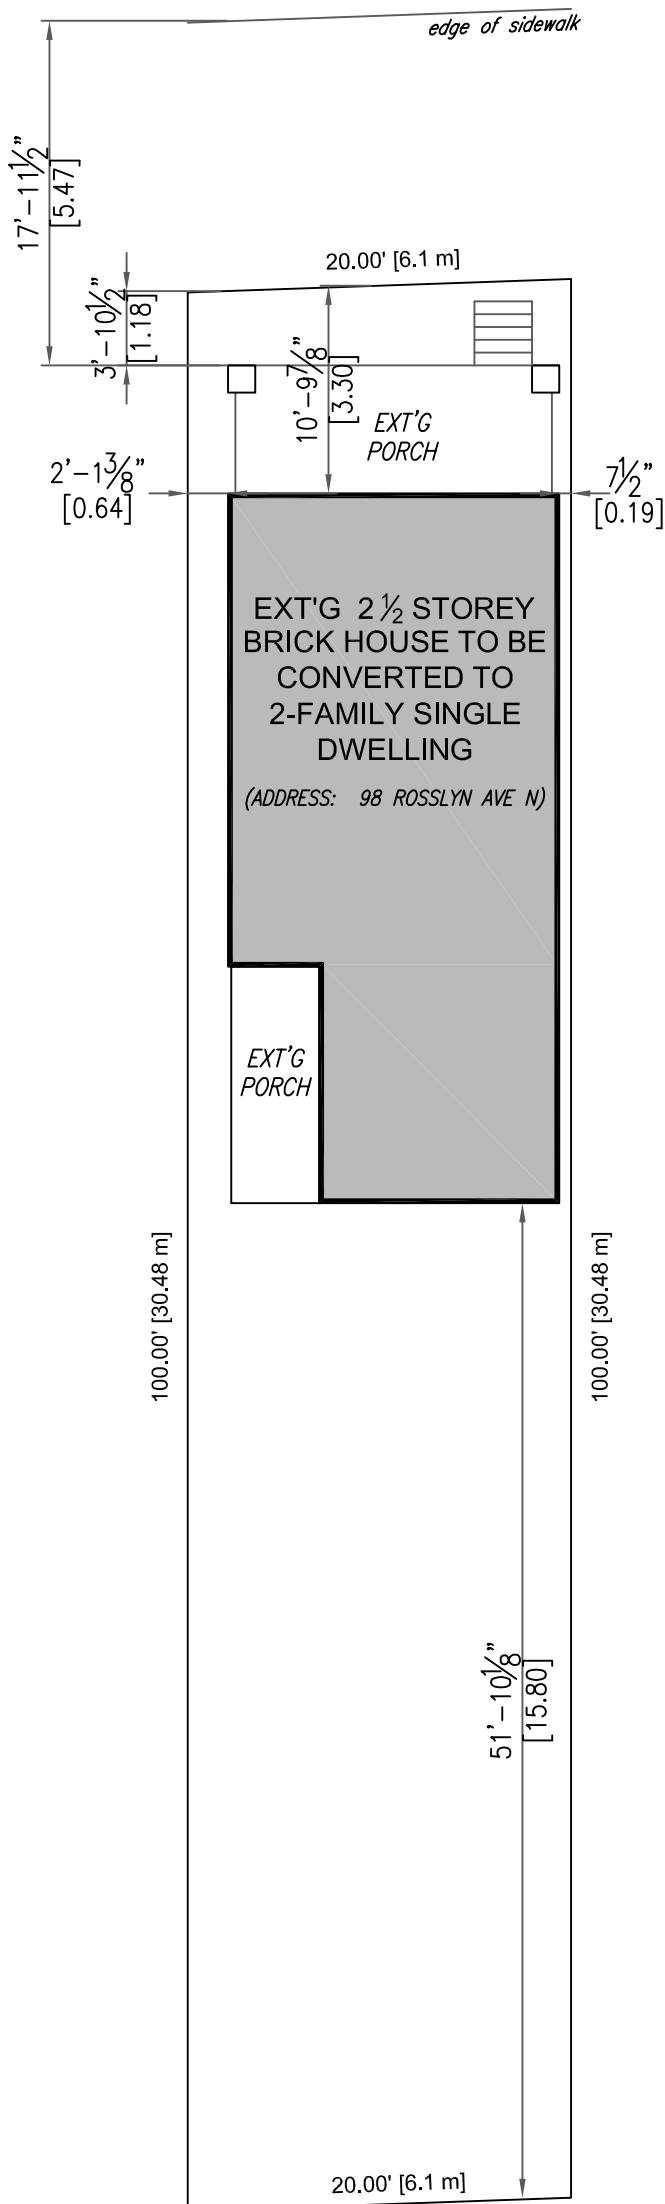 edge of sidewalk
17'-11½"
[5.47]
20.00' [6.1 m]
3'-10½"
[1.18]
10'-9⅞"
[3.30]
EXT'G
PORCH
2'-1⅜"
[0.64]
7½"
[0.19]
EXT'G 2 ½ STOREY
BRICK HOUSE TO BE
CONVERTED TO
2-FAMILY SINGLE
DWELLING
(ADDRESS: 98 ROSSLYN AVE N)
EXT'G
PORCH
100.00' [30.48 m]
100.00' [30.48 m]
51'-10⅛"
[15.80]
20.00' [6.1 m]